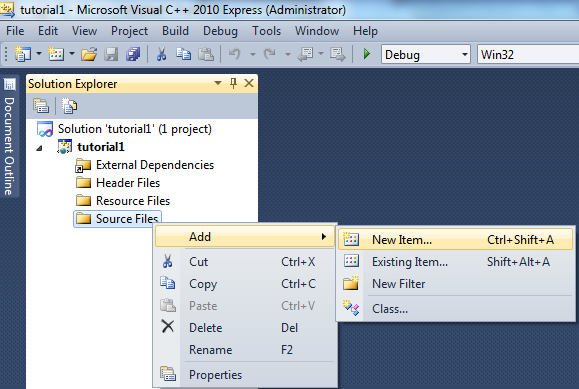 tutorial1 - Microsoft Visual C++ 2010 Express (Administrator)
File Edit View Project Build Debug Tools Window Help
Debug Win32
Document Outline
Solution Explorer
Solution 'tutorial1' (1 project)
tutorial1
External Dependencies
Header Files
Resource Files
Source Files
Add
Cut Ctrl+X
Copy Ctrl+C
Paste Ctrl+V
Delete Del
Rename F2
Properties
New Item... Ctrl+Shift+A
Existing Item... Shift+Alt+A
New Filter
Class...